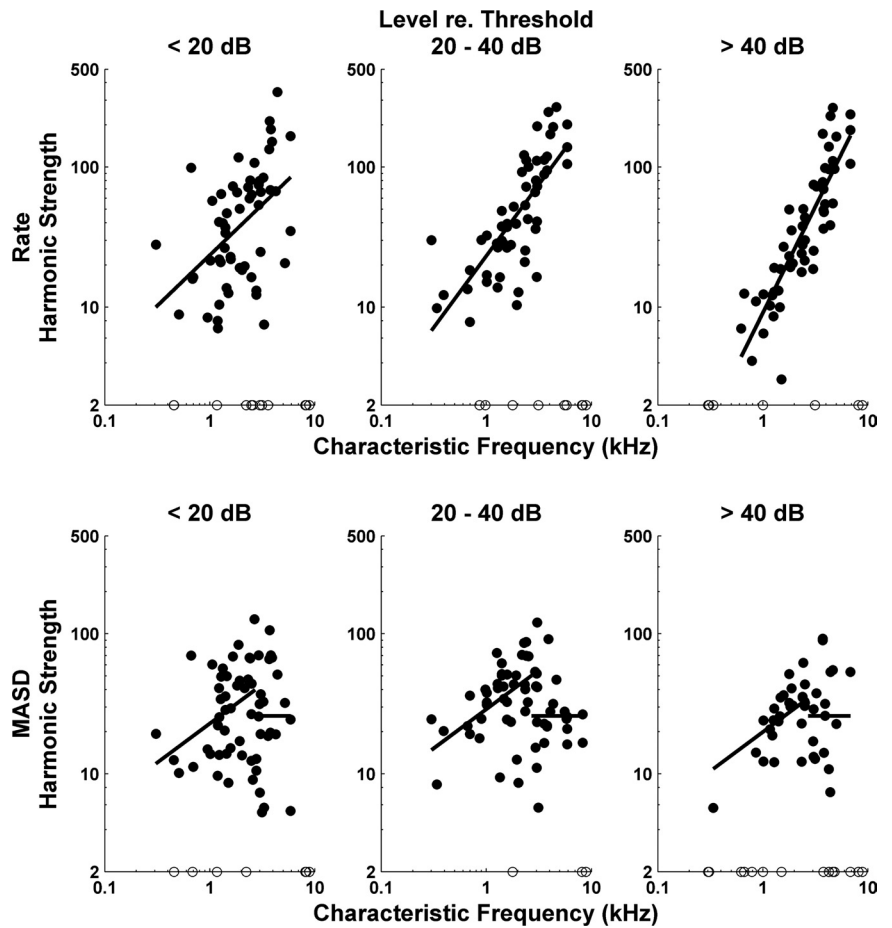 Level re. Threshold
< 20 dB 20 - 40 dB > 40 dB
Rate
Harmonic Strength
500 500 500
100 100 100
10 10 10
2 2 2
0.1 1 10 0.1 1 10 0.1 1 10
Characteristic Frequency (kHz)
< 20 dB 20 - 40 dB > 40 dB
MASD
Harmonic Strength
500 500 500
100 100 100
10 10 10
2 2 2
0.1 1 10 0.1 1 10 0.1 1 10
Characteristic Frequency (kHz)